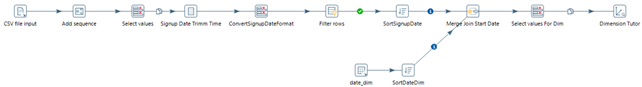 CSV file input
Add sequence
Select values
Signup Date Trimm Time
ConvertSignupDateFormat
Filter rows
SortSignupDate
Merge Join Start Date
Select values For Dim
Dimension Tutor
date_dim
SortDateDim